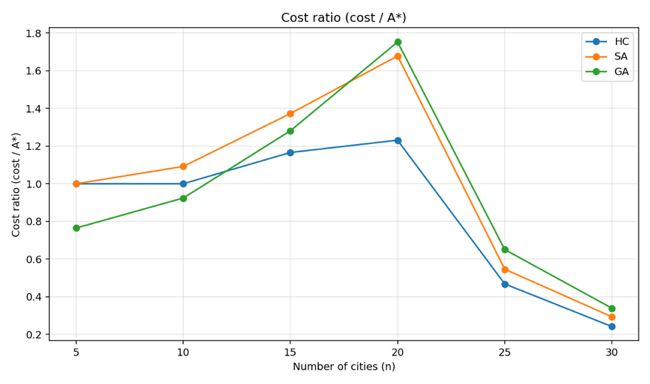 Cost ratio (cost / A*)
1.8
1.6
1.4
1.2
1.0
0.8
0.6
0.4
0.2
Cost ratio (cost / A*)
HC
SA
GA
5 10 15 20 25 30
Number of cities (n)